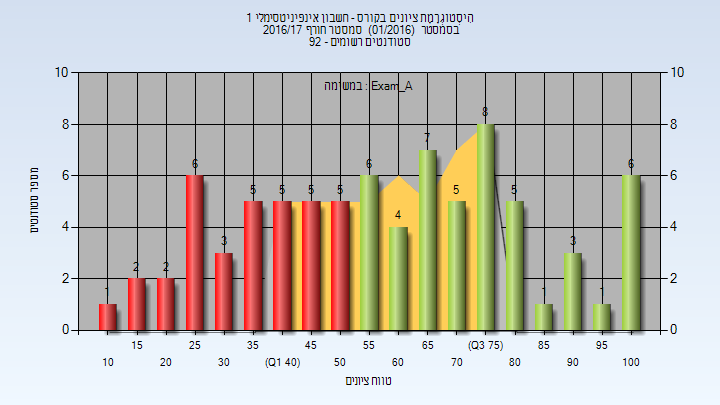 היסטוגרמת ציונים בקורס - חשבון אינפיניטסימלי 1
בסמסטר (01/2016) סמסטר חורף 2016/17
סטודנטים רשומים - 92
במשימה : Exam_A
10 10
8 8
6 6
4 4
2 2
0 0
מספר סטודנטים
1 2 2 6 3 5 5 5 5 6 4 7 5 8 5 1 3 1 6
15 25 35 45 55 65 (Q3 75) 85 95
10 20 30 (Q1 40) 50 60 70 80 90 100
טווח ציונים